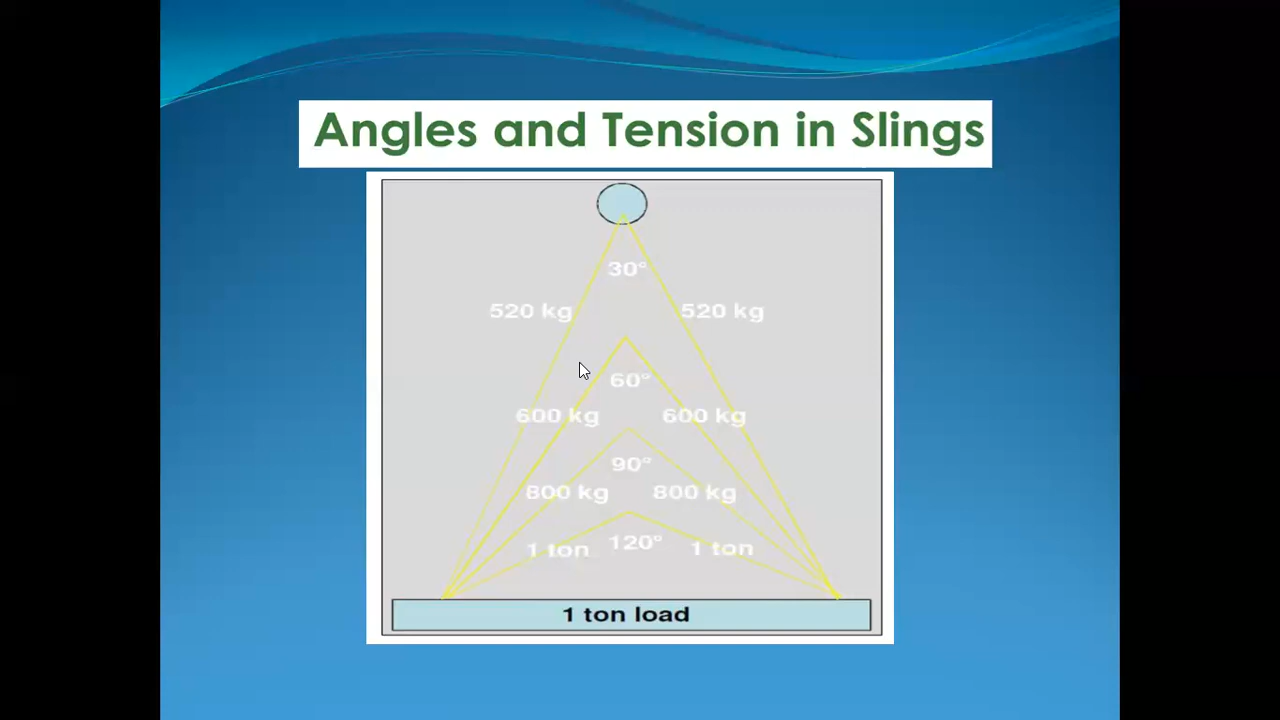 Angles and Tension in Slings
30°
520 kg 520 kg
60°
600 kg 600 kg
90°
800 kg 800 kg
1 ton 120° 1 ton
1 ton load